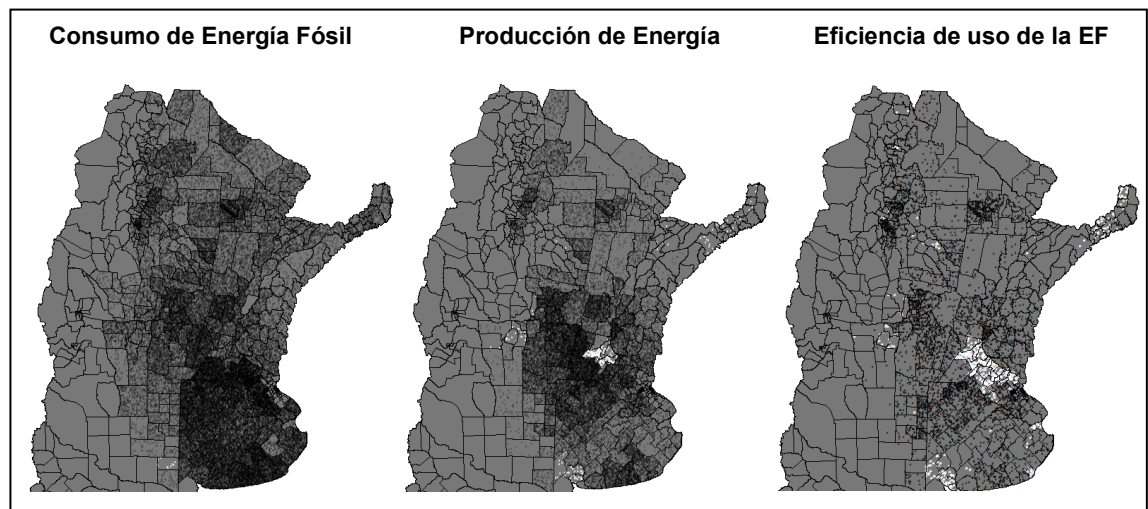 Consumo de Energía Fósil
Producción de Energía
Eficiencia de uso de la EF